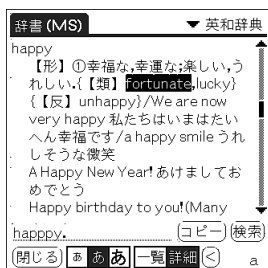 辞書(MS) ▼ 英和辞典
happy
【形】①幸福な,幸運な;楽しい,う
れしい.{【類】fortunate,lucky}
{【反】unhappy}/We are now
very happy 私たちはいまはたい
へん幸福です/a happy smile うれ
しそうな微笑
A Happy New Year! あけましてお
めでとう
Happy birthday to you!(Many
happpy. コピー 検索
閉じる あ あ あ 一覧 詳細 < a